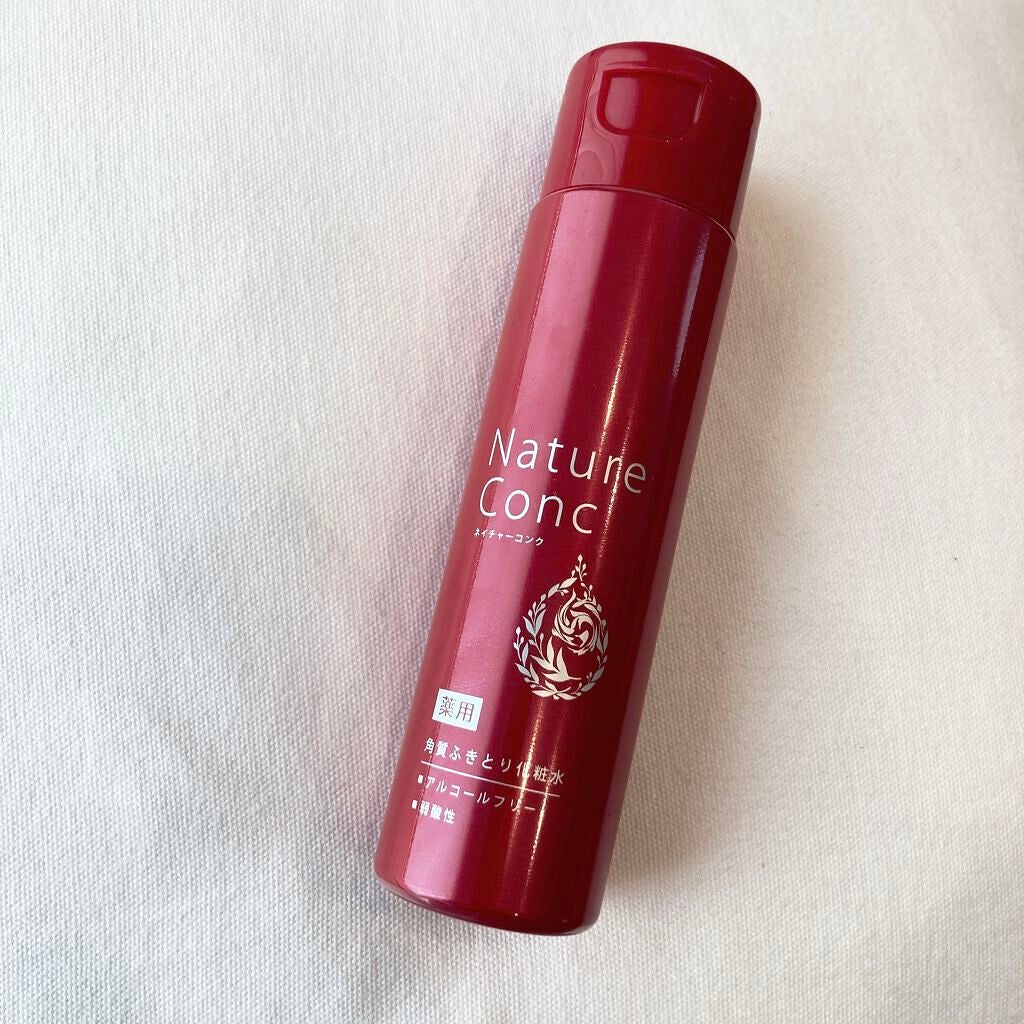 Nature
Conc
ネイチャーコンク
薬用
角質ふきとり化粧水
■アルコールフリー
■弱酸性